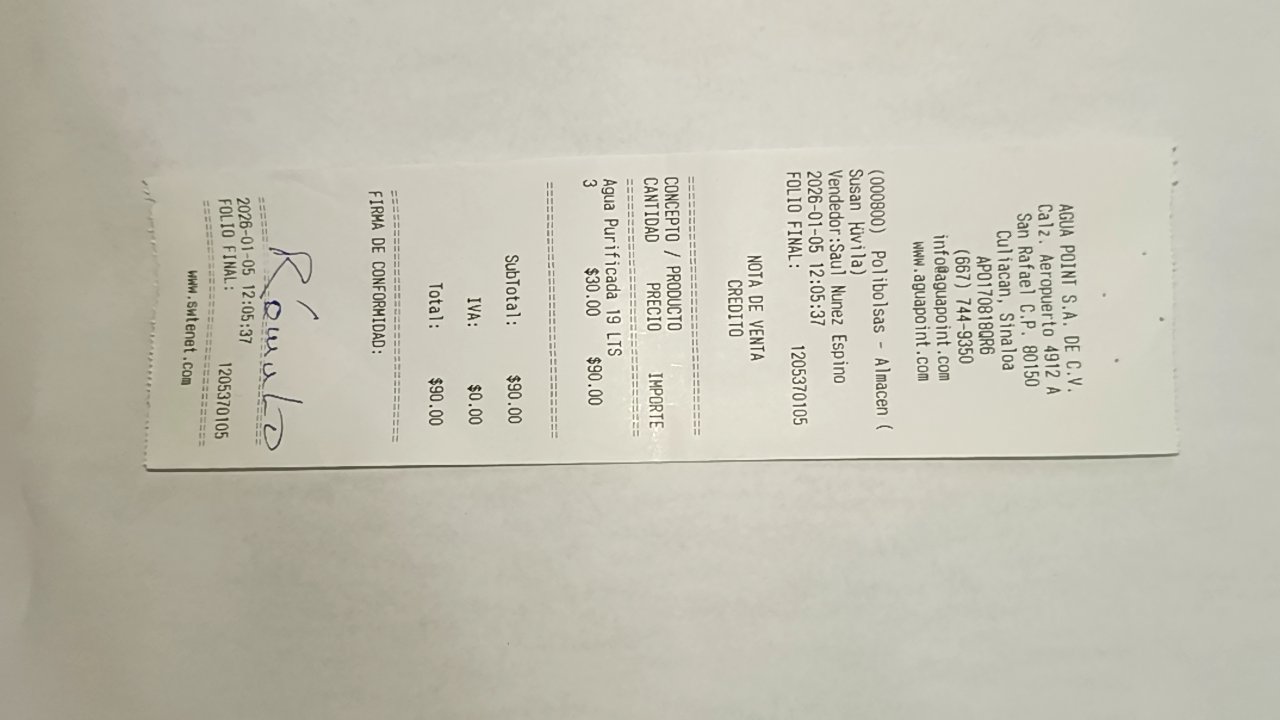 AGUA POINT S.A. DE C.V.
Calz. Aeropuerto 4912 A
San Rafael C.P. 80150
Culiacan, Sinaloa
APO170818QR6
(667) 744-9350
info@aguapoint.com
www.aguapoint.com
(000800) Polibolsas - Almacen (
Susan
Vendedor:Saul Nunez Espino
2026-01-05 12:05:37
FOLIO FINAL: 1205370105
NOTA DE VENTA
CREDITO
CONCEPTO / PRODUCTO
CANTIDAD PRECIO IMPORTE
Agua Purificada 19 LTS
3 $30.00 $90.00
SubTotal: $90.00
IVA: $0.00
Total: $90.00
FIRMA DE CONFORMIDAD:
Rómulo
2026-01-05 12:05:37
FOLIO FINAL: 1205370105
www.swtenet.com